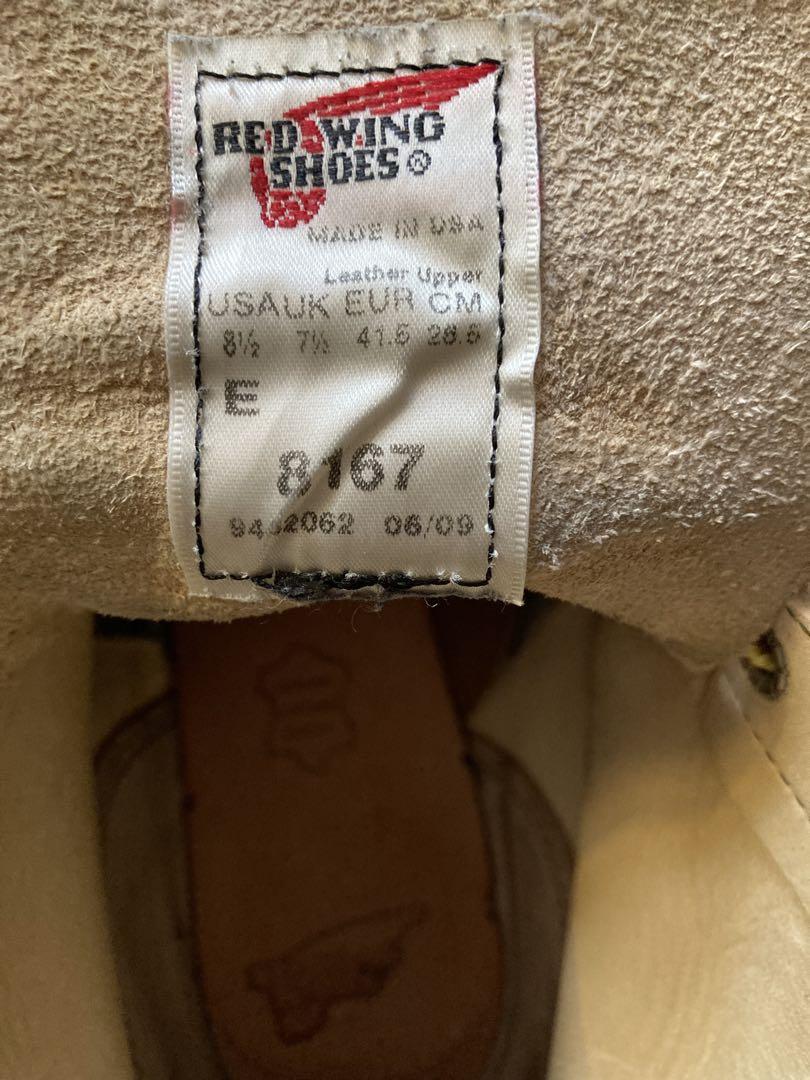 RED WING
SHOES®
MADE IN USA
Leather Upper
USA UK EUR CM
8½ 7½ 41.5 26.5
E
8167
06/09